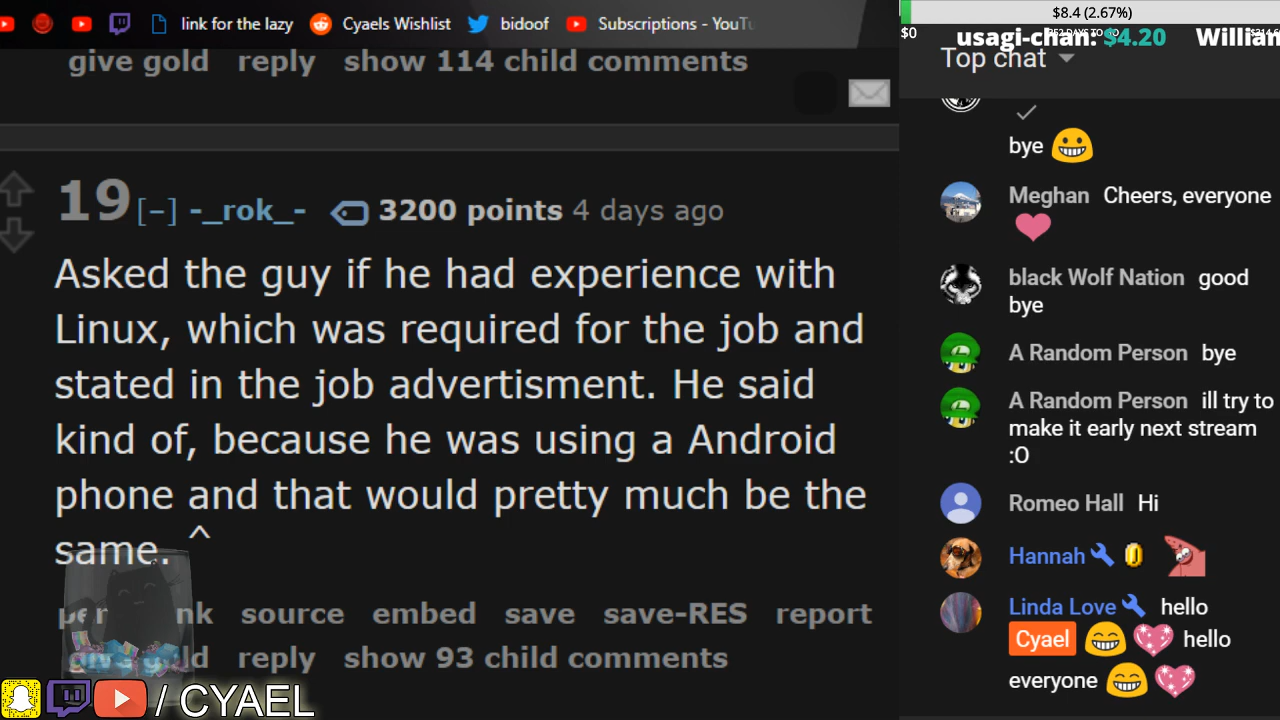 link for the lazy Cyaels Wishlist bidoof Subscriptions - YouTu
give gold reply show 114 child comments
19 [–] -_rok_- 3200 points 4 days ago
Asked the guy if he had experience with
Linux, which was required for the job and
stated in the job advertisment. He said
kind of, because he was using a Android
phone and that would pretty much be the
same. ^
source embed save save-RES report
reply show 93 child comments
/ CYAEL
$8.4 (2.67%)
$0
usagi-chan: $4.20 William
Top chat
bye
Meghan Cheers, everyone
black Wolf Nation good
bye
A Random Person bye
A Random Person ill try to
make it early next stream
:O
Romeo Hall Hi
Hannah
Linda Love hello
Cyael hello
everyone